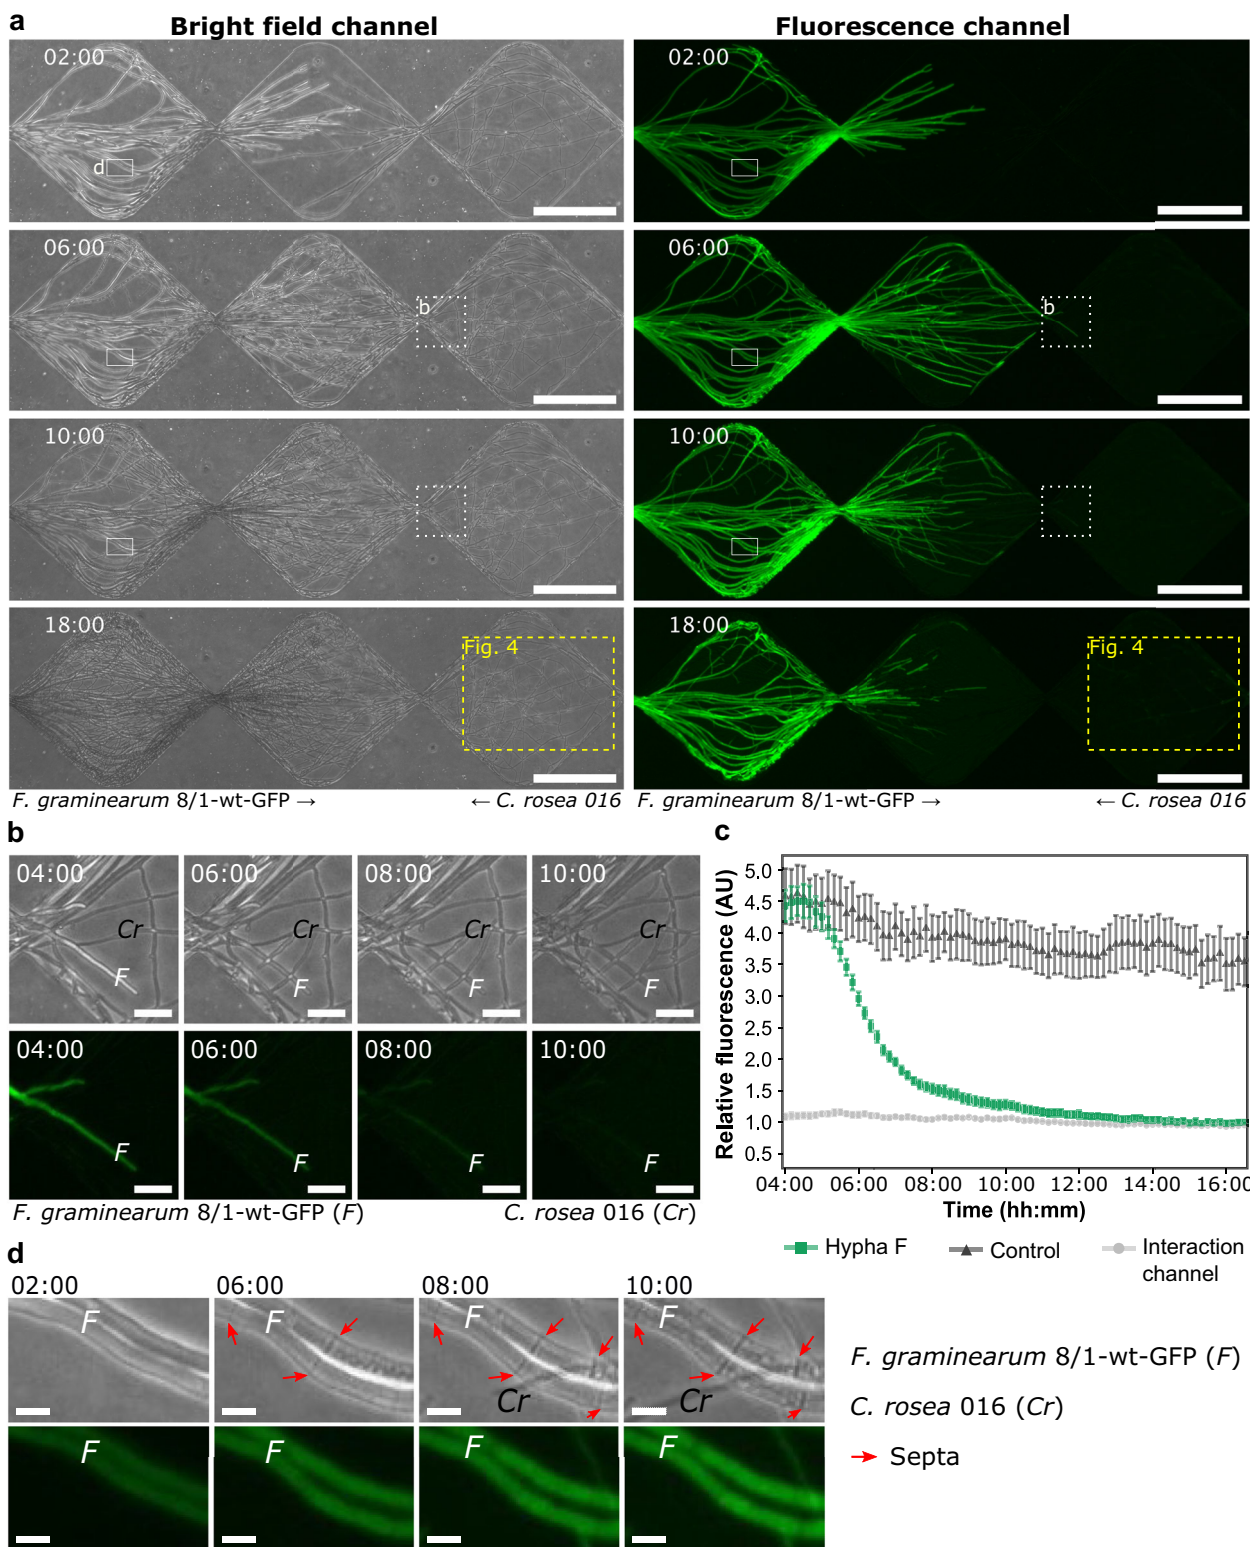 a
Bright field channel
Fluorescence channel
02:00
02:00
d
06:00
06:00
b
b
10:00
10:00
18:00
18:00
Fig. 4
Fig. 4
F. graminearum 8/1-wt-GFP → ← C. rosea 016
F. graminearum 8/1-wt-GFP → ← C. rosea 016
b
04:00 06:00 08:00 10:00
Cr Cr Cr Cr
F F F F
04:00 06:00 08:00 10:00
F F F F
F. graminearum 8/1-wt-GFP (F) C. rosea 016 (Cr)
c
Relative fluorescence (AU)
5.0
4.5
4.0
3.5
3.0
2.5
2.0
1.5
1.0
0.5
04:00 06:00 08:00 10:00 12:00 14:00 16:00
Time (hh:mm)
Hypha F Control Interaction
channel
d
02:00 06:00 08:00 10:00
F F F F
Cr Cr
F F F F
F. graminearum 8/1-wt-GFP (F)
C. rosea 016 (Cr)
→ Septa